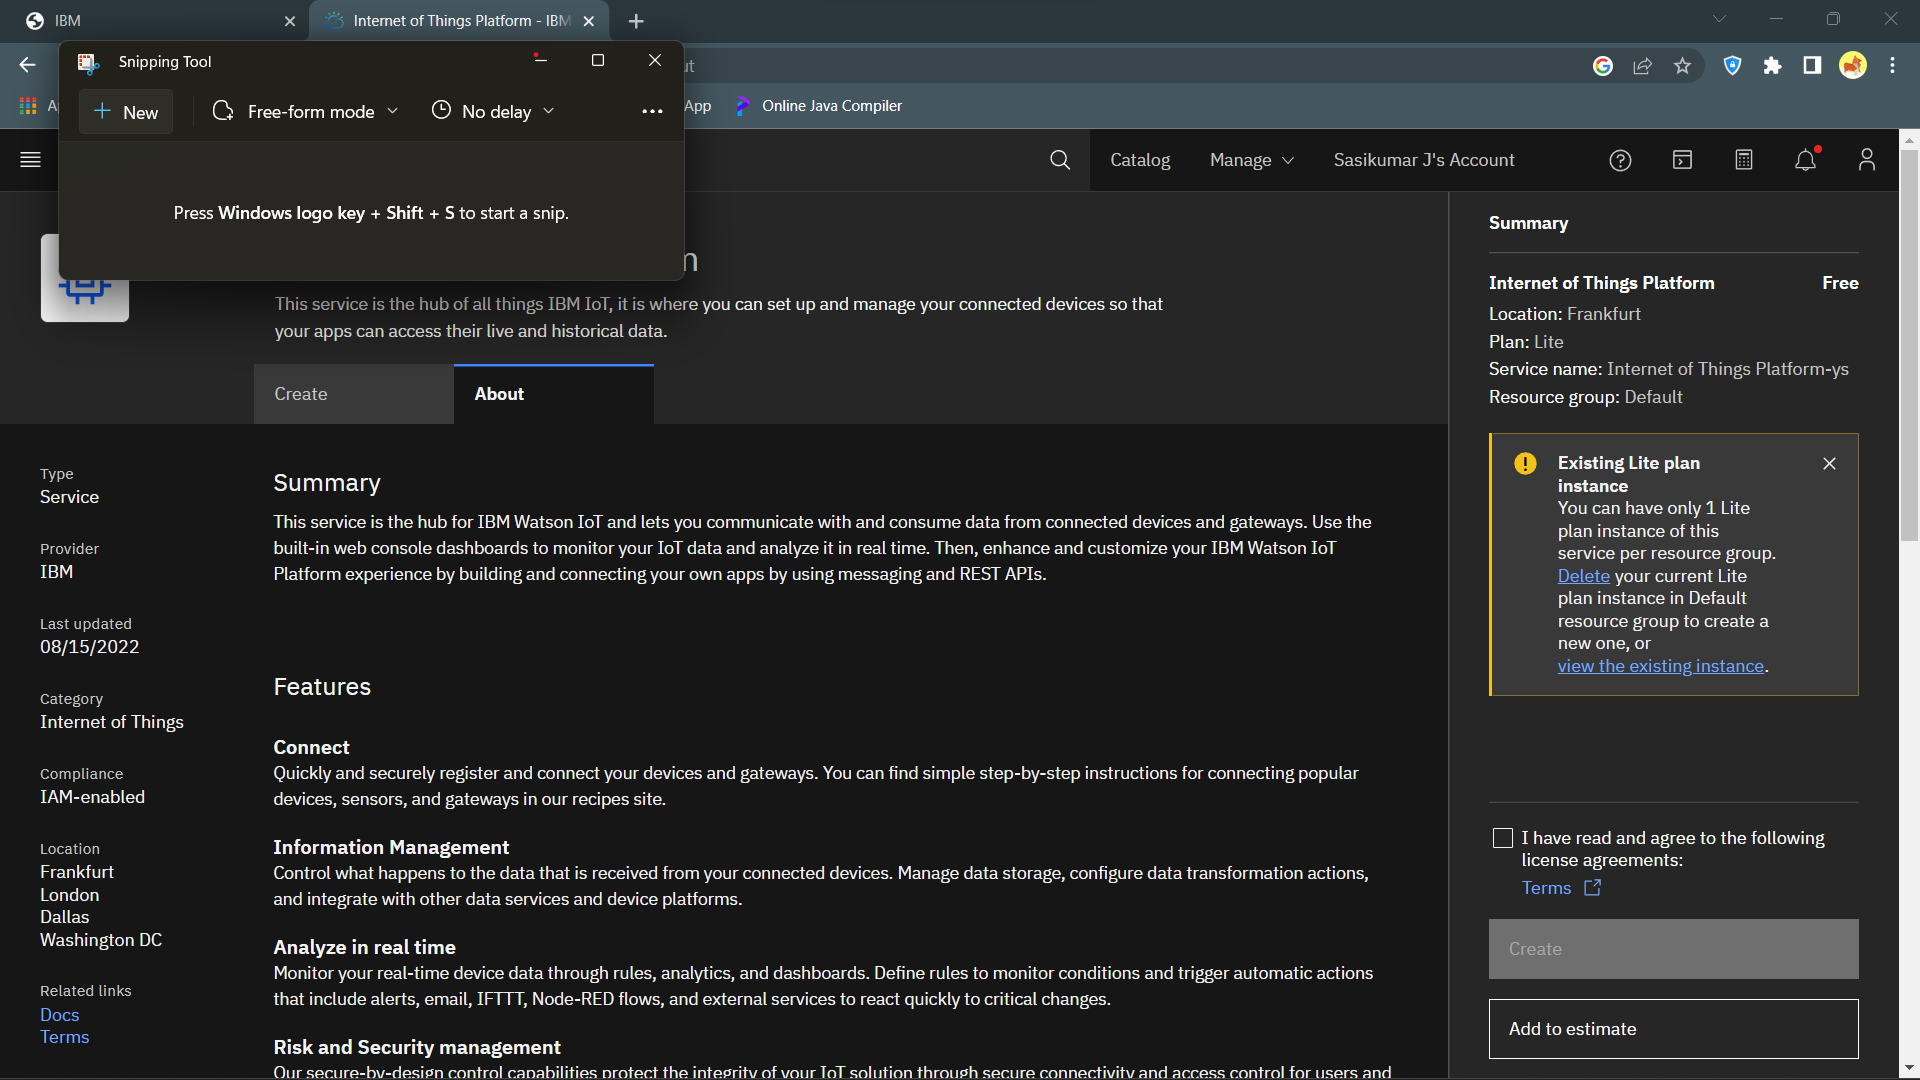 IBM
Internet of Things Platform - IBM
Snipping Tool
New
Free-form mode
No delay
Press Windows logo key + Shift + S to start a snip.
App
Online Java Compiler
Catalog
Manage
Sasikumar J's Account
This service is the hub of all things IBM IoT, it is where you can set up and manage your connected devices so that
your apps can access their live and historical data.
Create
About
Type
Service
Provider
IBM
Last updated
08/15/2022
Category
Internet of Things
Compliance
IAM-enabled
Location
Frankfurt
London
Dallas
Washington DC
Related links
Docs
Terms
Summary
This service is the hub for IBM Watson IoT and lets you communicate with and consume data from connected devices and gateways. Use the
built-in web console dashboards to monitor your IoT data and analyze it in real time. Then, enhance and customize your IBM Watson IoT
Platform experience by building and connecting your own apps by using messaging and REST APIs.
Features
Connect
Quickly and securely register and connect your devices and gateways. You can find simple step-by-step instructions for connecting popular
devices, sensors, and gateways in our recipes site.
Information Management
Control what happens to the data that is received from your connected devices. Manage data storage, configure data transformation actions,
and integrate with other data services and device platforms.
Analyze in real time
Monitor your real-time device data through rules, analytics, and dashboards. Define rules to monitor conditions and trigger automatic actions
that include alerts, email, IFTTT, Node-RED flows, and external services to react quickly to critical changes.
Risk and Security management
Our secure-by-design control capabilities protect the integrity of your IoT solution through secure connectivity and access control for users and
Summary
Internet of Things Platform Free
Location: Frankfurt
Plan: Lite
Service name: Internet of Things Platform-ys
Resource group: Default
Existing Lite plan
instance
You can have only 1 Lite
plan instance of this
service per resource group.
Delete your current Lite
plan instance in Default
resource group to create a
new one, or
view the existing instance.
I have read and agree to the following
license agreements:
Terms
Create
Add to estimate